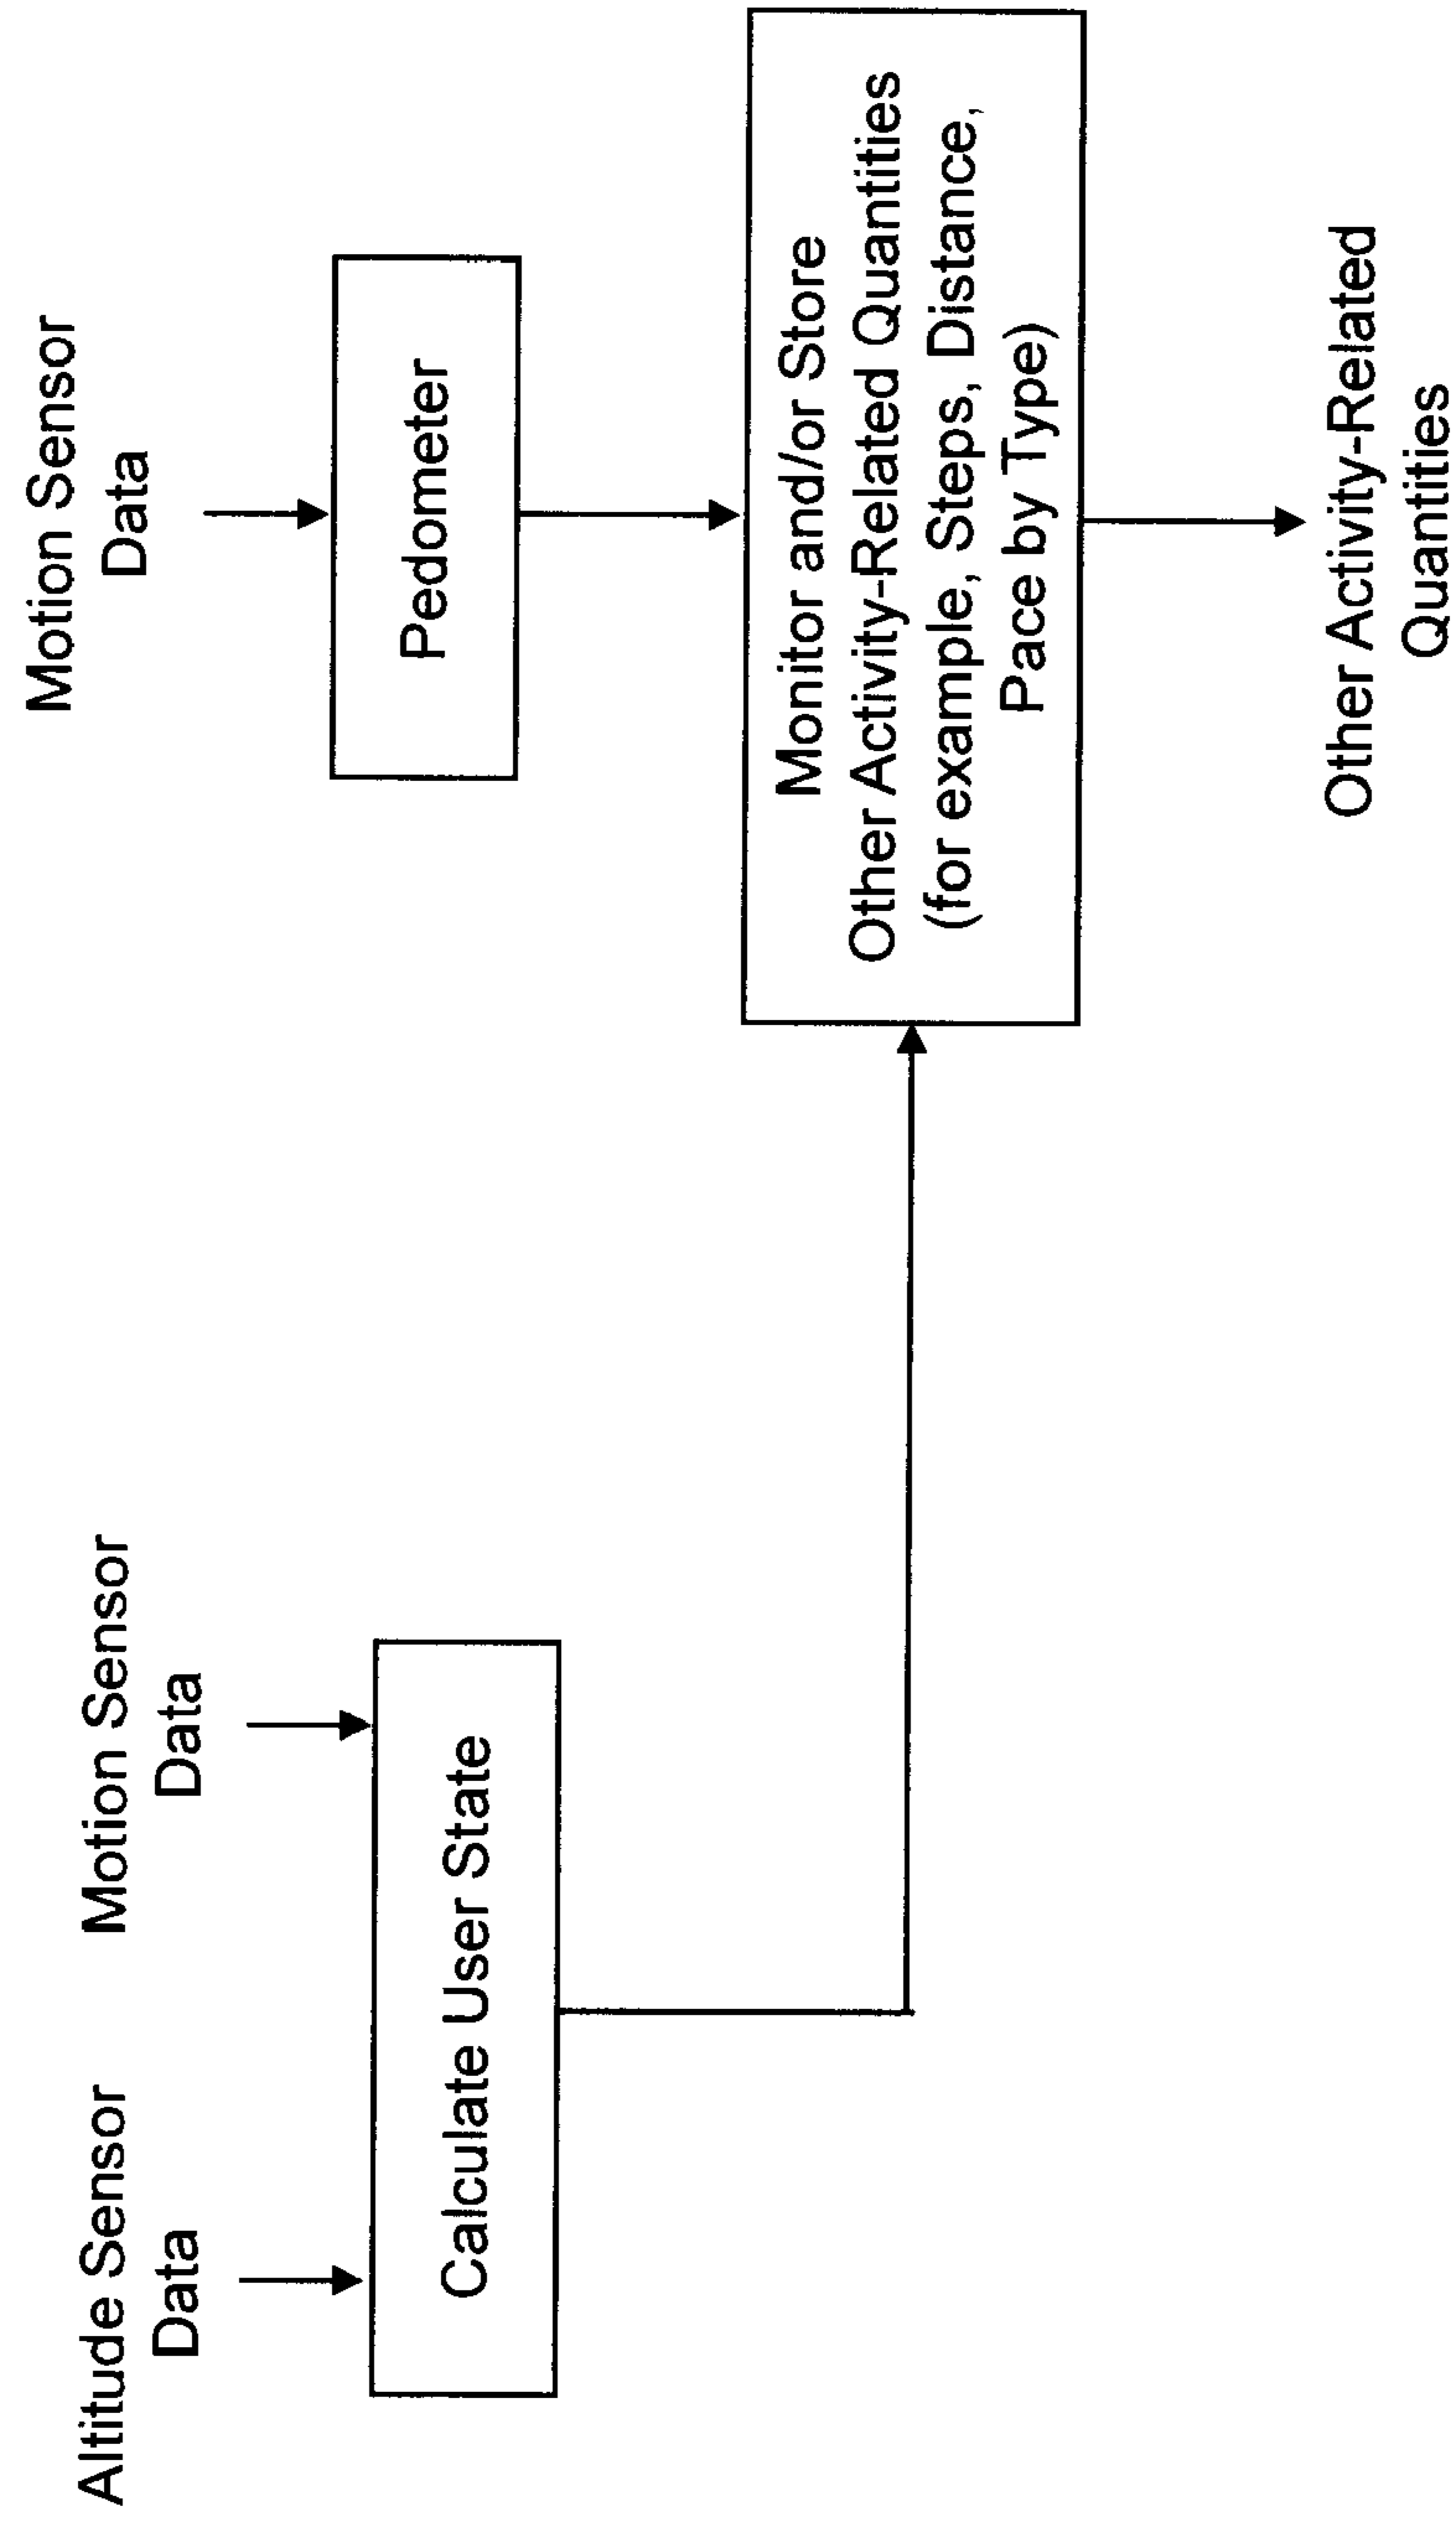 Altitude Sensor
Data
Motion Sensor
Data
Calculate User State
Motion Sensor
Data
Pedometer
Monitor and/or Store
Other Activity-Related Quantities
(for example, Steps, Distance,
Pace by Type)
Other Activity-Related
Quantities